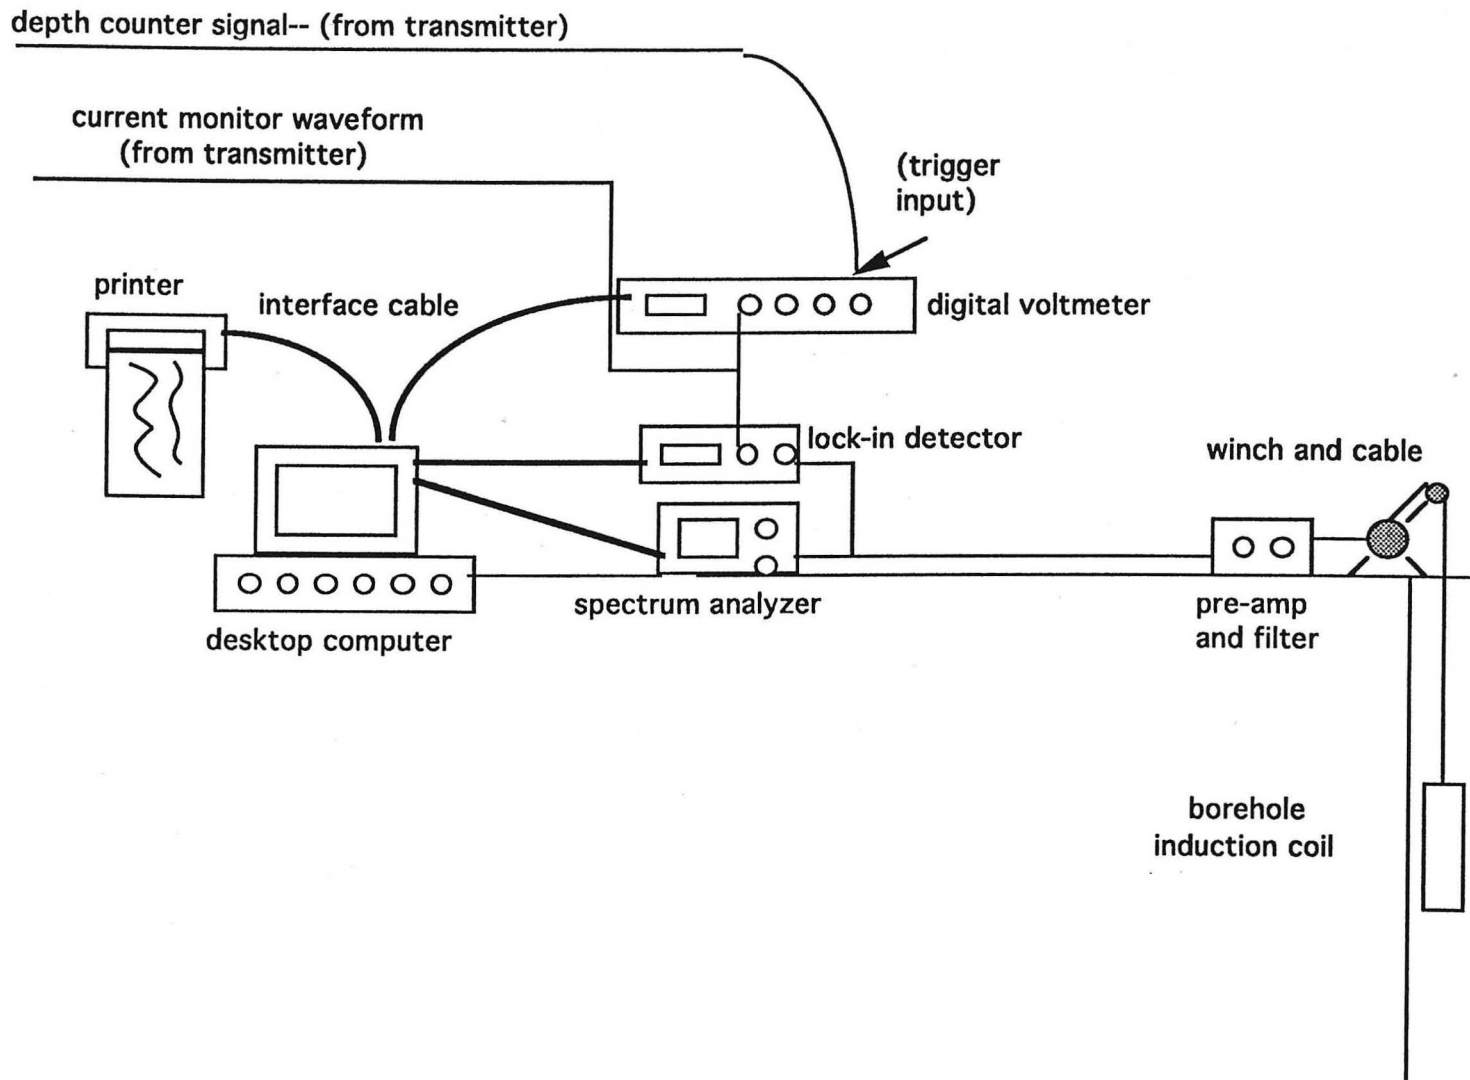 depth counter signal-- (from transmitter)
current monitor waveform
(from transmitter)
(trigger
input)
printer
interface cable
digital voltmeter
lock-in detector
winch and cable
spectrum analyzer
pre-amp
and filter
desktop computer
borehole
induction coil